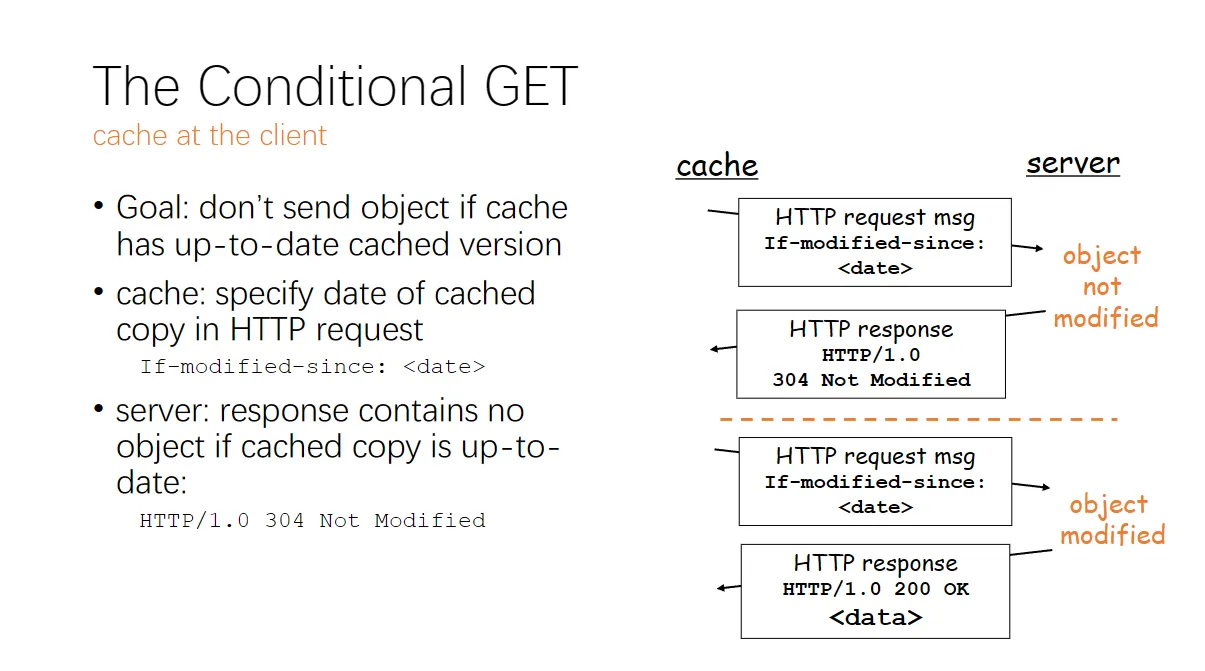 The Conditional GET
cache at the client
• Goal: don’t send object if cache
has up-to-date cached version
• cache: specify date of cached
copy in HTTP request
If-modified-since: <date>
• server: response contains no
object if cached copy is up-to-
date:
HTTP/1.0 304 Not Modified
cache
server
HTTP request msg
If-modified-since:
<date>
object
not
modified
HTTP response
HTTP/1.0
304 Not Modified
HTTP request msg
If-modified-since:
<date>
object
modified
HTTP response
HTTP/1.0 200 OK
<data>